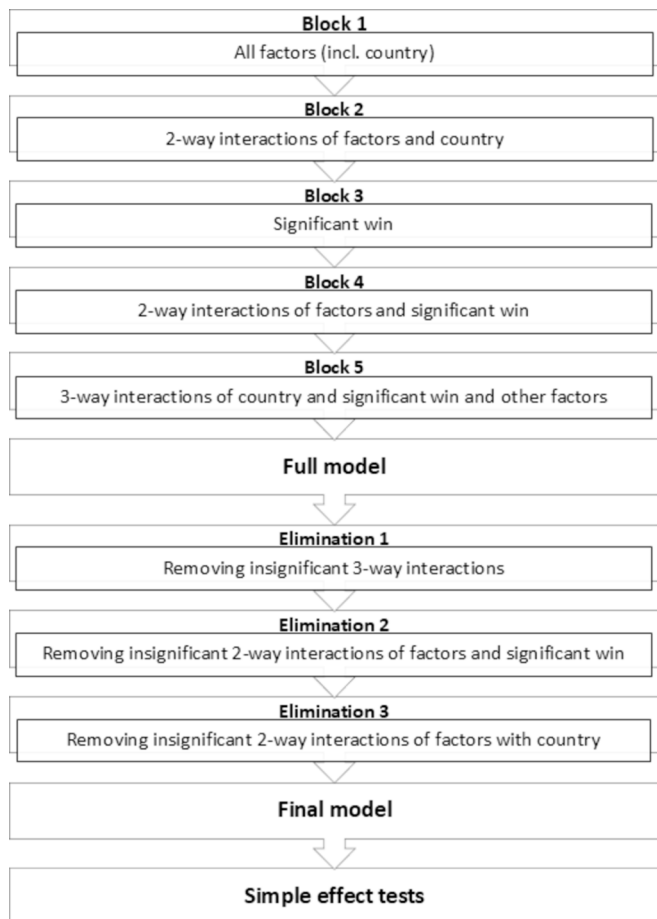 Block 1
All factors (incl. country)
Block 2
2-way interactions of factors and country
Block 3
Significant win
Block 4
2-way interactions of factors and significant win
Block 5
3-way interactions of country and significant win and other factors
Full model
Elimination 1
Removing insignificant 3-way interactions
Elimination 2
Removing insignificant 2-way interactions of factors and significant win
Elimination 3
Removing insignificant 2-way interactions of factors with country
Final model
Simple effect tests